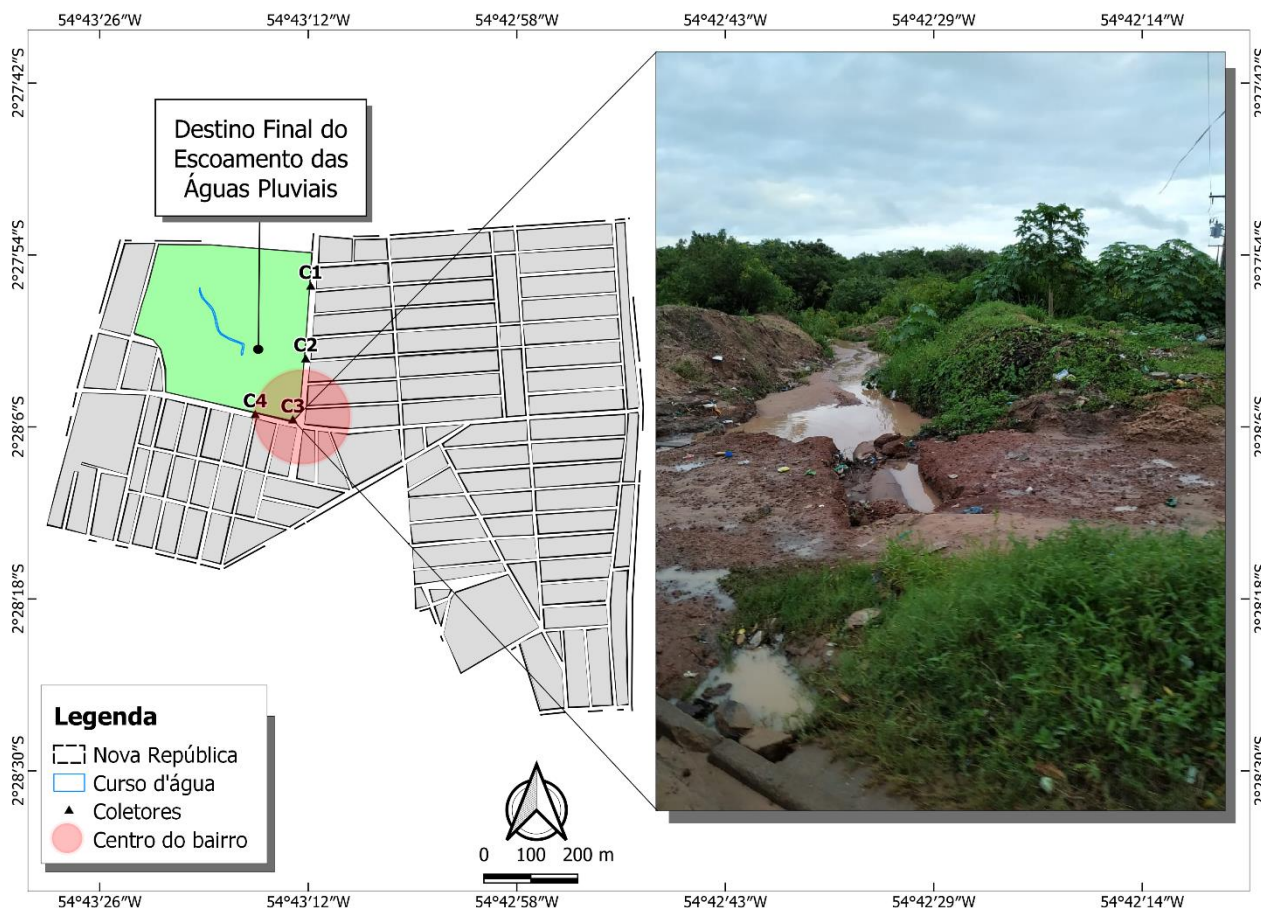 54°43′26″W 54°43′12″W 54°42′58″W 54°42′43″W 54°42′29″W 54°42′14″W
2°27′42″S
2°27′54″S
2°28′6″S
2°28′18″S
2°28′30″S
Destino Final do
Escoamento das
Águas Pluviais
C1
C2
C4
C3
Legenda
Nova República
Curso d'água
Coletores
Centro do bairro
0 100 200 m
54°43′26″W 54°43′12″W 54°42′58″W 54°42′43″W 54°42′29″W 54°42′14″W